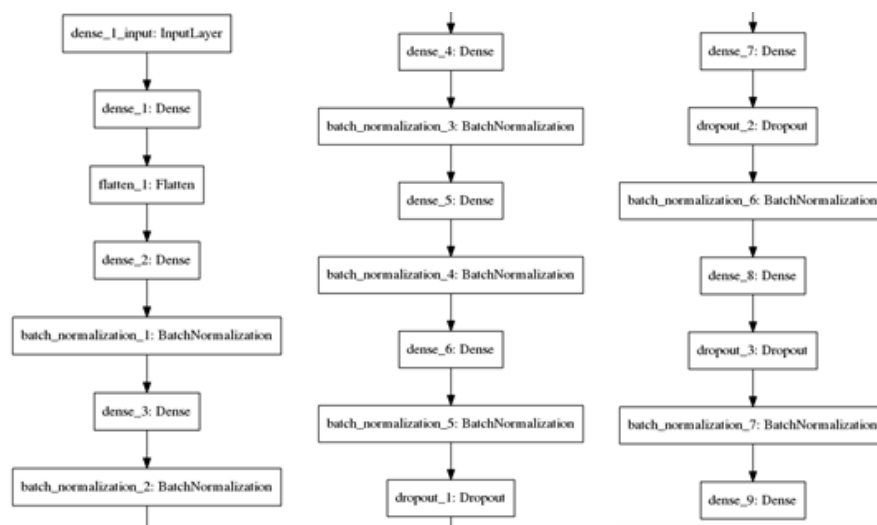 dense_1_input: InputLayer
dense_1: Dense
flatten_1: Flatten
dense_2: Dense
batch_normalization_1: BatchNormalization
dense_3: Dense
batch_normalization_2: BatchNormalization
dense_4: Dense
batch_normalization_3: BatchNormalization
dense_5: Dense
batch_normalization_4: BatchNormalization
dense_6: Dense
batch_normalization_5: BatchNormalization
dropout_1: Dropout
dense_7: Dense
dropout_2: Dropout
batch_normalization_6: BatchNormalization
dense_8: Dense
dropout_3: Dropout
batch_normalization_7: BatchNormalization
dense_9: Dense